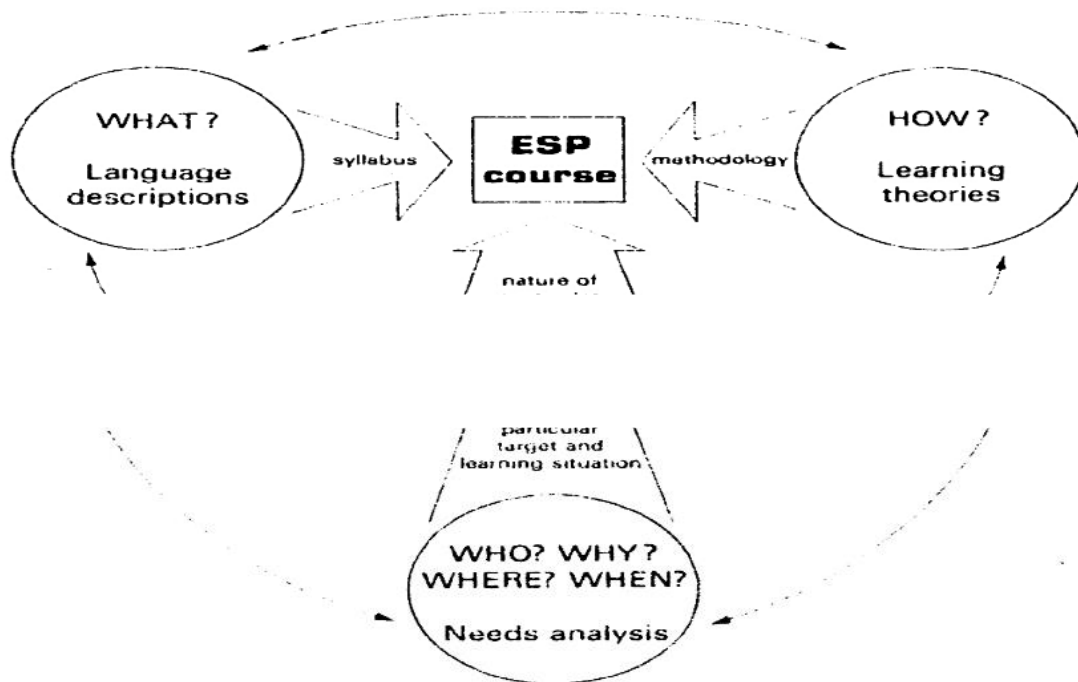 WHAT?
Language
descriptions
syllabus
ESP
course
methodology
HOW?
Learning
theories
nature of
particular
target and
learning situation
WHO? WHY?
WHERE? WHEN?
Needs analysis